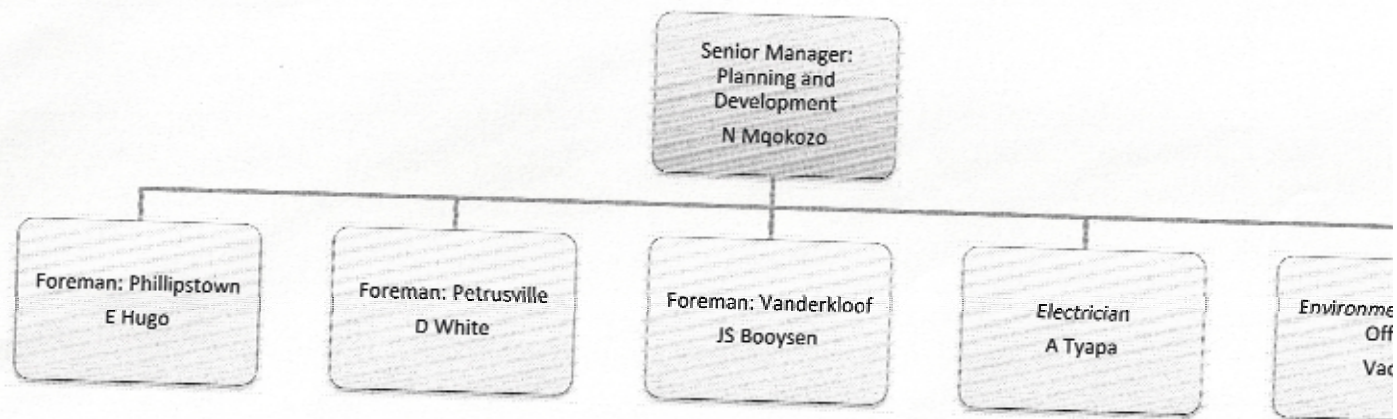 Senior Manager:
Planning and
Development
N Mqokozo
Foreman: Phillipstown
E Hugo
Foreman: Petrusville
D White
Foreman: Vanderkloof
JS Booysen
Electrician
A Tyapa